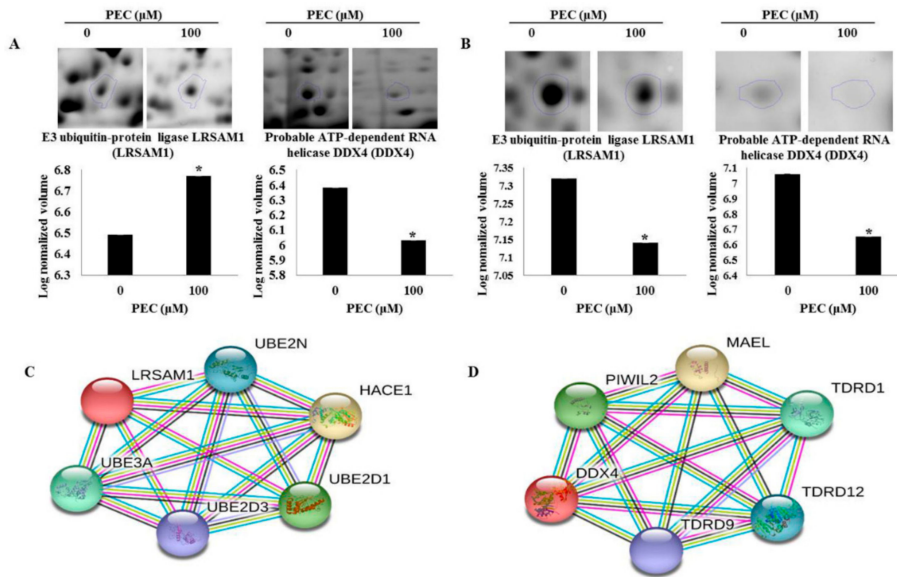 PEC (µM)
PEC (µM)
PEC (µM)
PEC (µM)
0
100
0
100
0
100
0
100
A
B
E3 ubiquitin-protein ligase LRSAM1
(LRSAM1)
Probable ATP-dependent RNA
helicase DDX4 (DDX4)
E3 ubiquitin-protein ligase LRSAM1
(LRSAM1)
Probable ATP-dependent RNA
helicase DDX4 (DDX4)
Log nomalized volume
6.8
6.7
6.6
6.5
6.4
6.3
*
0
100
PEC (µM)
Log nomalized volume
6.5
6.4
6.3
6.2
6.1
6
5.9
5.8
*
0
100
PEC (µM)
Log nomalized volume
7.35
7.3
7.25
7.2
7.15
7.1
7.05
*
0
100
PEC (µM)
Log nomalized volume
7.1
7
6.9
6.8
6.7
6.6
6.5
6.4
*
0
100
PEC (µM)
C
UBE2N
LRSAM1
HACE1
UBE3A
UBE2D1
UBE2D3
D
MAEL
PIWIL2
TDRD1
DDX4
TDRD12
TDRD9